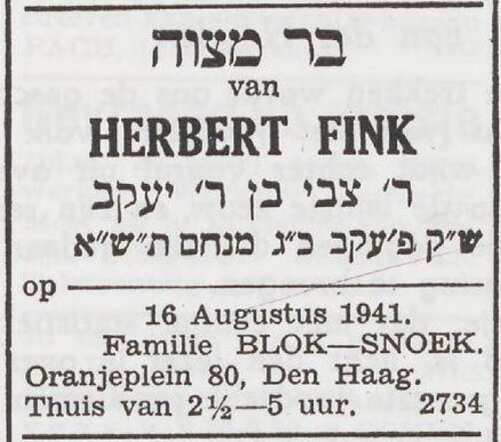 בר מצוה
van
HERBERT FINK
ר׳ צבי בן ר׳ יעקב
ש״ק פ׳עקב כ״ג מנחם ת״ש״א
op
16 Augustus 1941.
Familie BLOK—SNOEK.
Oranjeplein 80, Den Haag.
Thuis van 2½—5 uur. 2734